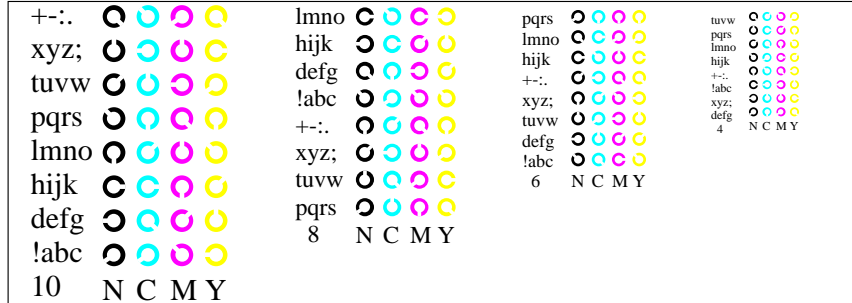 +-:.
xyz;
tuvw
pqrs
lmno
hijk
defg
!abc
10 N C M Y
lmno
hijk
defg
!abc
+-:.
xyz;
tuvw
pqrs
8 N C M Y
pqrs
lmno
hijk
+-:.
xyz;
tuvw
defg
!abc
6 N C M Y
tuvw
pqrs
lmno
hijk
+-:.
!abc
xyz;
defg
4 N C M Y